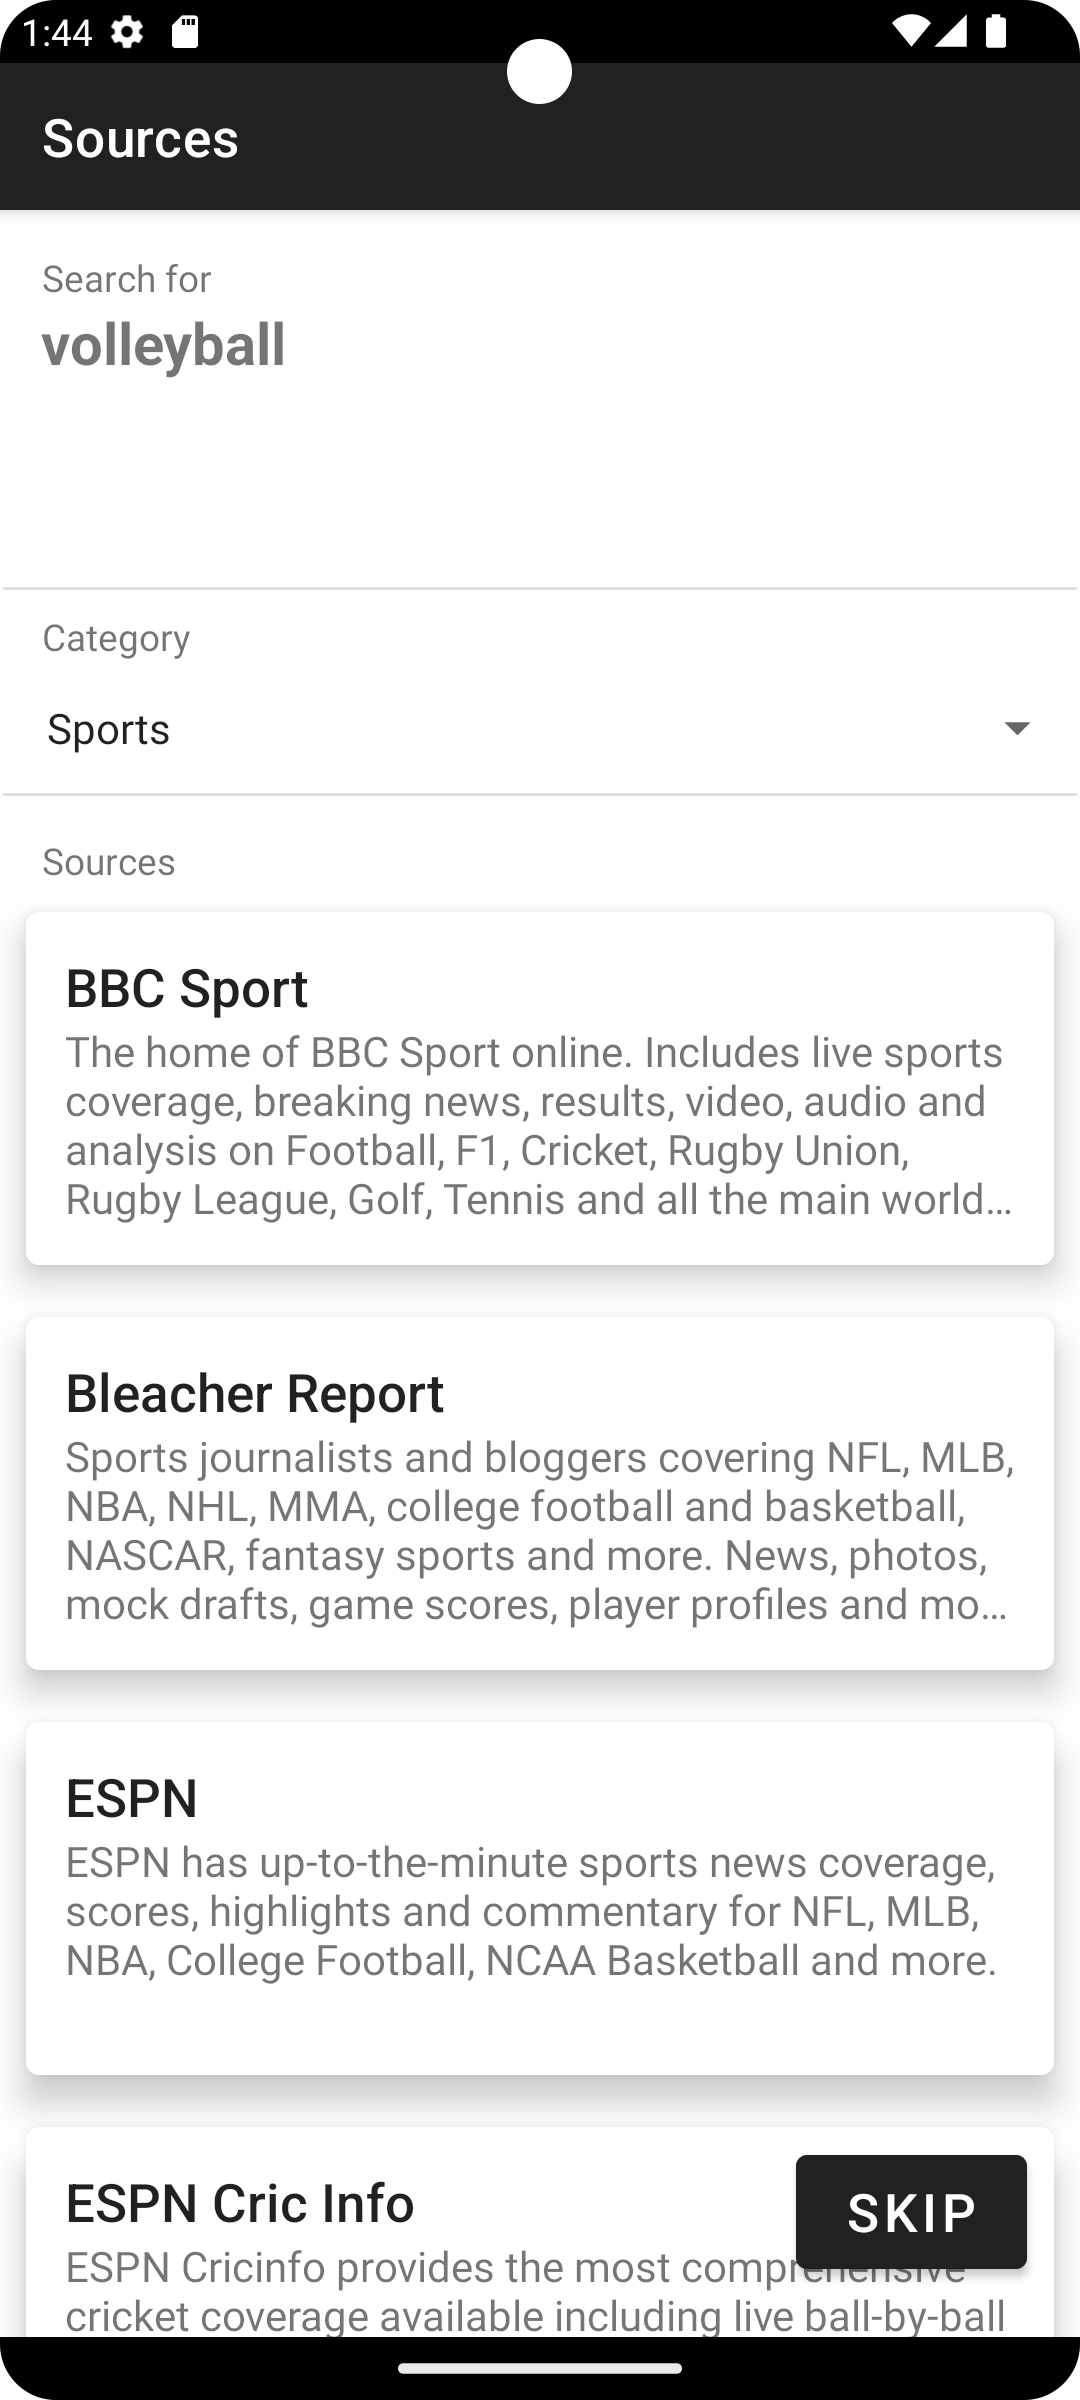 1:44
Sources
Search for
volleyball
Category
Sports
Sources
BBC Sport
The home of BBC Sport online. Includes live sports
coverage, breaking news, results, video, audio and
analysis on Football, F1, Cricket, Rugby Union,
Rugby League, Golf, Tennis and all the main world…
Bleacher Report
Sports journalists and bloggers covering NFL, MLB,
NBA, NHL, MMA, college football and basketball,
NASCAR, fantasy sports and more. News, photos,
mock drafts, game scores, player profiles and mo…
ESPN
ESPN has up-to-the-minute sports news coverage,
scores, highlights and commentary for NFL, MLB,
NBA, College Football, NCAA Basketball and more.
ESPN Cric Info
SKIP
ESPN Cricinfo provides the most comprehensive
cricket coverage available including live ball-by-ball